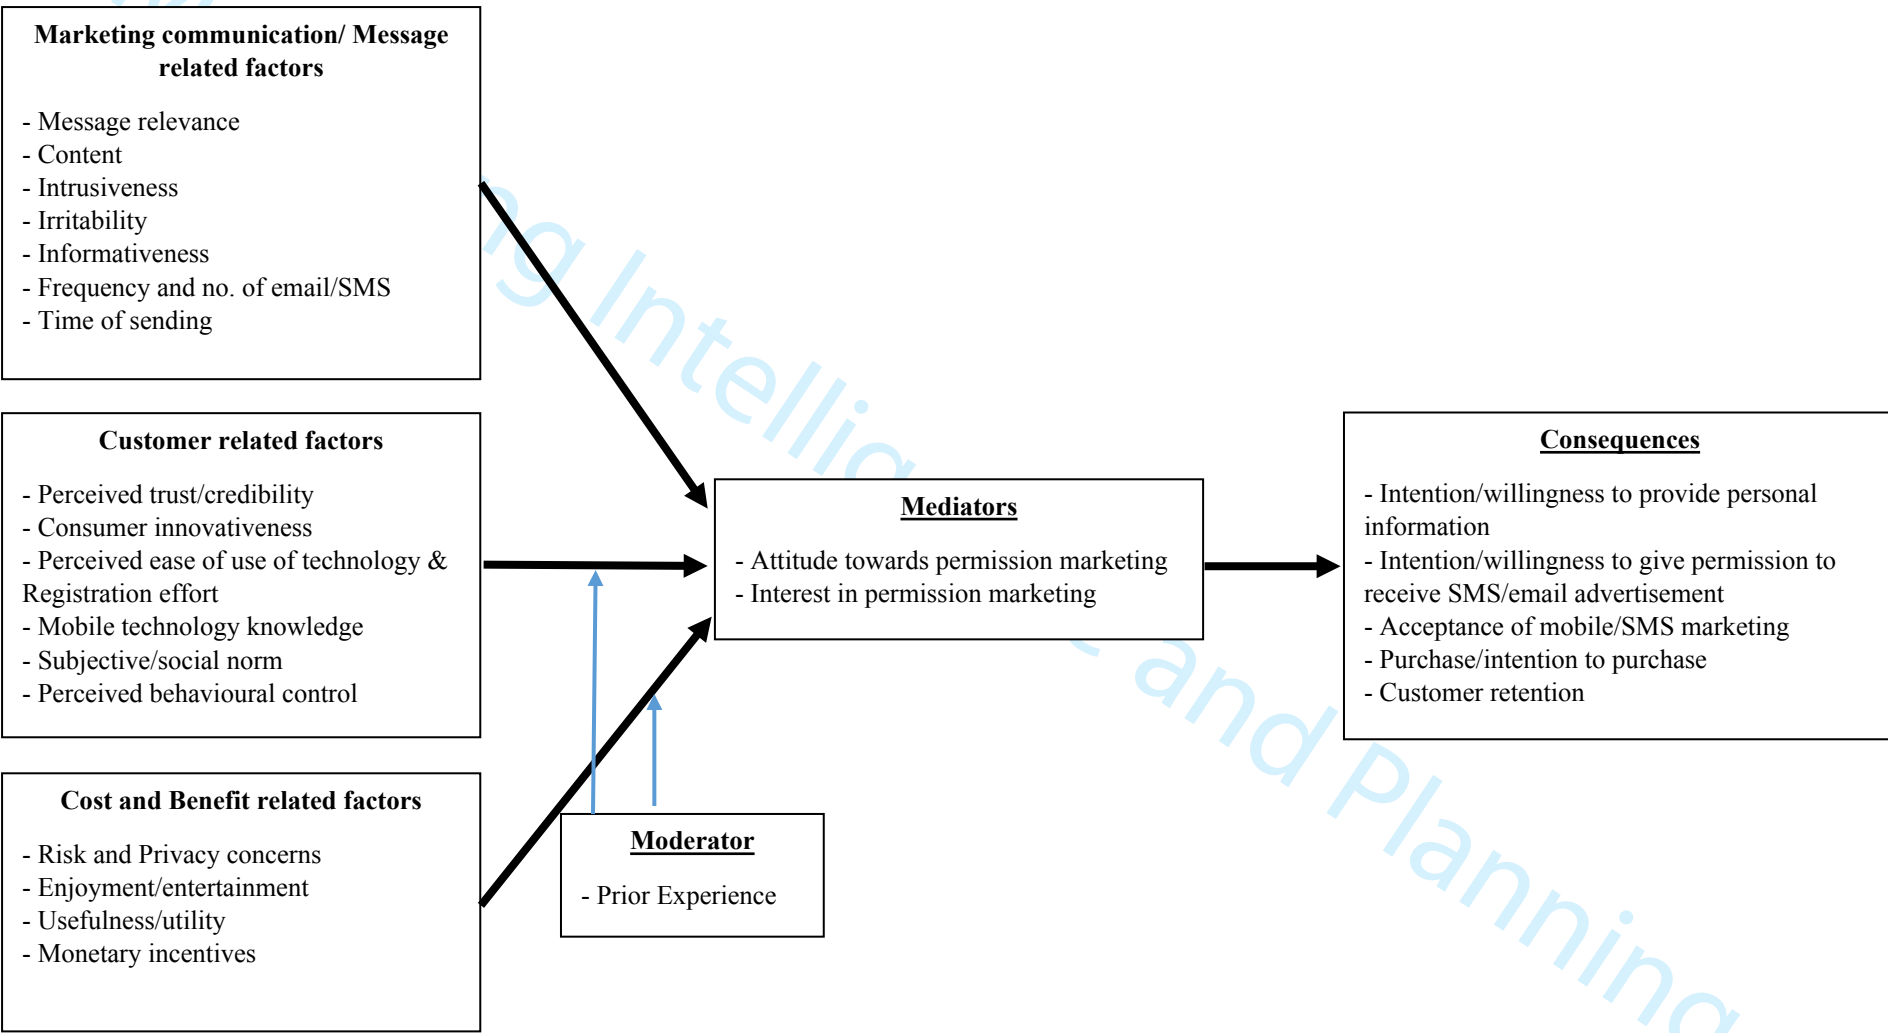 Marketing communication/ Message
related factors
- Message relevance
- Content
- Intrusiveness
- Irritability
- Informativeness
- Frequency and no. of email/SMS
- Time of sending
Customer related factors
- Perceived trust/credibility
- Consumer innovativeness
- Perceived ease of use of technology &
Registration effort
- Mobile technology knowledge
- Subjective/social norm
- Perceived behavioural control
Cost and Benefit related factors
- Risk and Privacy concerns
- Enjoyment/entertainment
- Usefulness/utility
- Monetary incentives
Mediators
- Attitude towards permission marketing
- Interest in permission marketing
Moderator
- Prior Experience
Consequences
- Intention/willingness to provide personal
information
- Intention/willingness to give permission to
receive SMS/email advertisement
- Acceptance of mobile/SMS marketing
- Purchase/intention to purchase
- Customer retention
and Planning